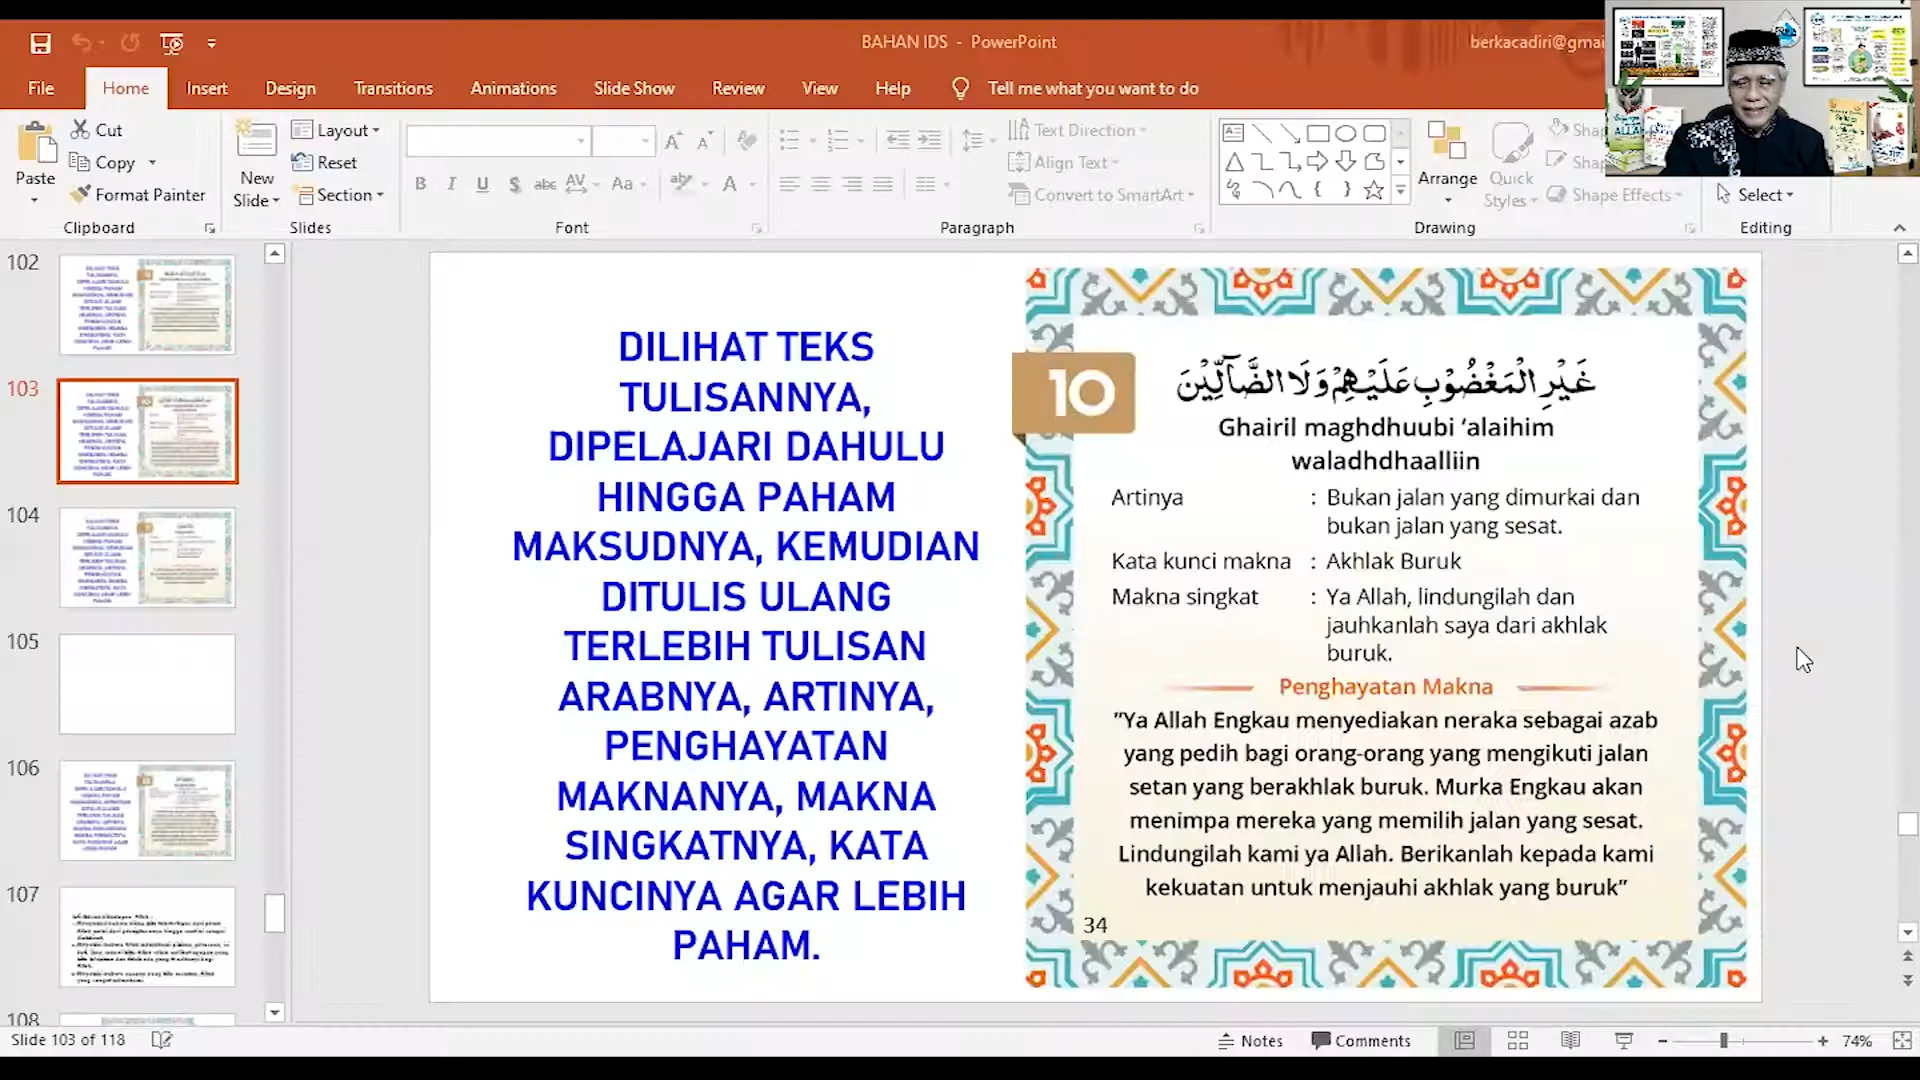 BAHAN IDS - PowerPoint
berkacadiri@gmai
File Home Insert Design Transitions Animations Slide Show Review View Help Tell me what you want to do
Paste
Cut
Copy
Format Painter
Clipboard
New
Slide
Layout
Reset
Section
Slides
Font
Text Direction
Align Text
Convert to SmartArt
Paragraph
Arrange
Quick
Styles
Shape Effects
Drawing
Select
Editing
102
103
104
105
106
107
108
DILIHAT TEKS
TULISANNYA,
DIPELAJARI DAHULU
HINGGA PAHAM
MAKSUDNYA, KEMUDIAN
DITULIS ULANG
TERLEBIH TULISAN
ARABNYA, ARTINYA,
PENGHAYATAN
MAKNANYA, MAKNA
SINGKATNYA, KATA
KUNCINYA AGAR LEBIH
PAHAM.
10
غَيْرِ الْمَغْضُوْبِ عَلَيْهِمْ وَلَا الضَّاۤلِّيْنَ
Ghairil maghdhuubi ‘alaihim
waladhdhaalliin
Artinya : Bukan jalan yang dimurkai dan
bukan jalan yang sesat.
Kata kunci makna : Akhlak Buruk
Makna singkat : Ya Allah, lindungilah dan
jauhkanlah saya dari akhlak
buruk.
Penghayatan Makna
”Ya Allah Engkau menyediakan neraka sebagai azab
yang pedih bagi orang-orang yang mengikuti jalan
setan yang berakhlak buruk. Murka Engkau akan
menimpa mereka yang memilih jalan yang sesat.
Lindungilah kami ya Allah. Berikanlah kepada kami
kekuatan untuk menjauhi akhlak yang buruk”
34
Slide 103 of 118
Notes Comments 74%